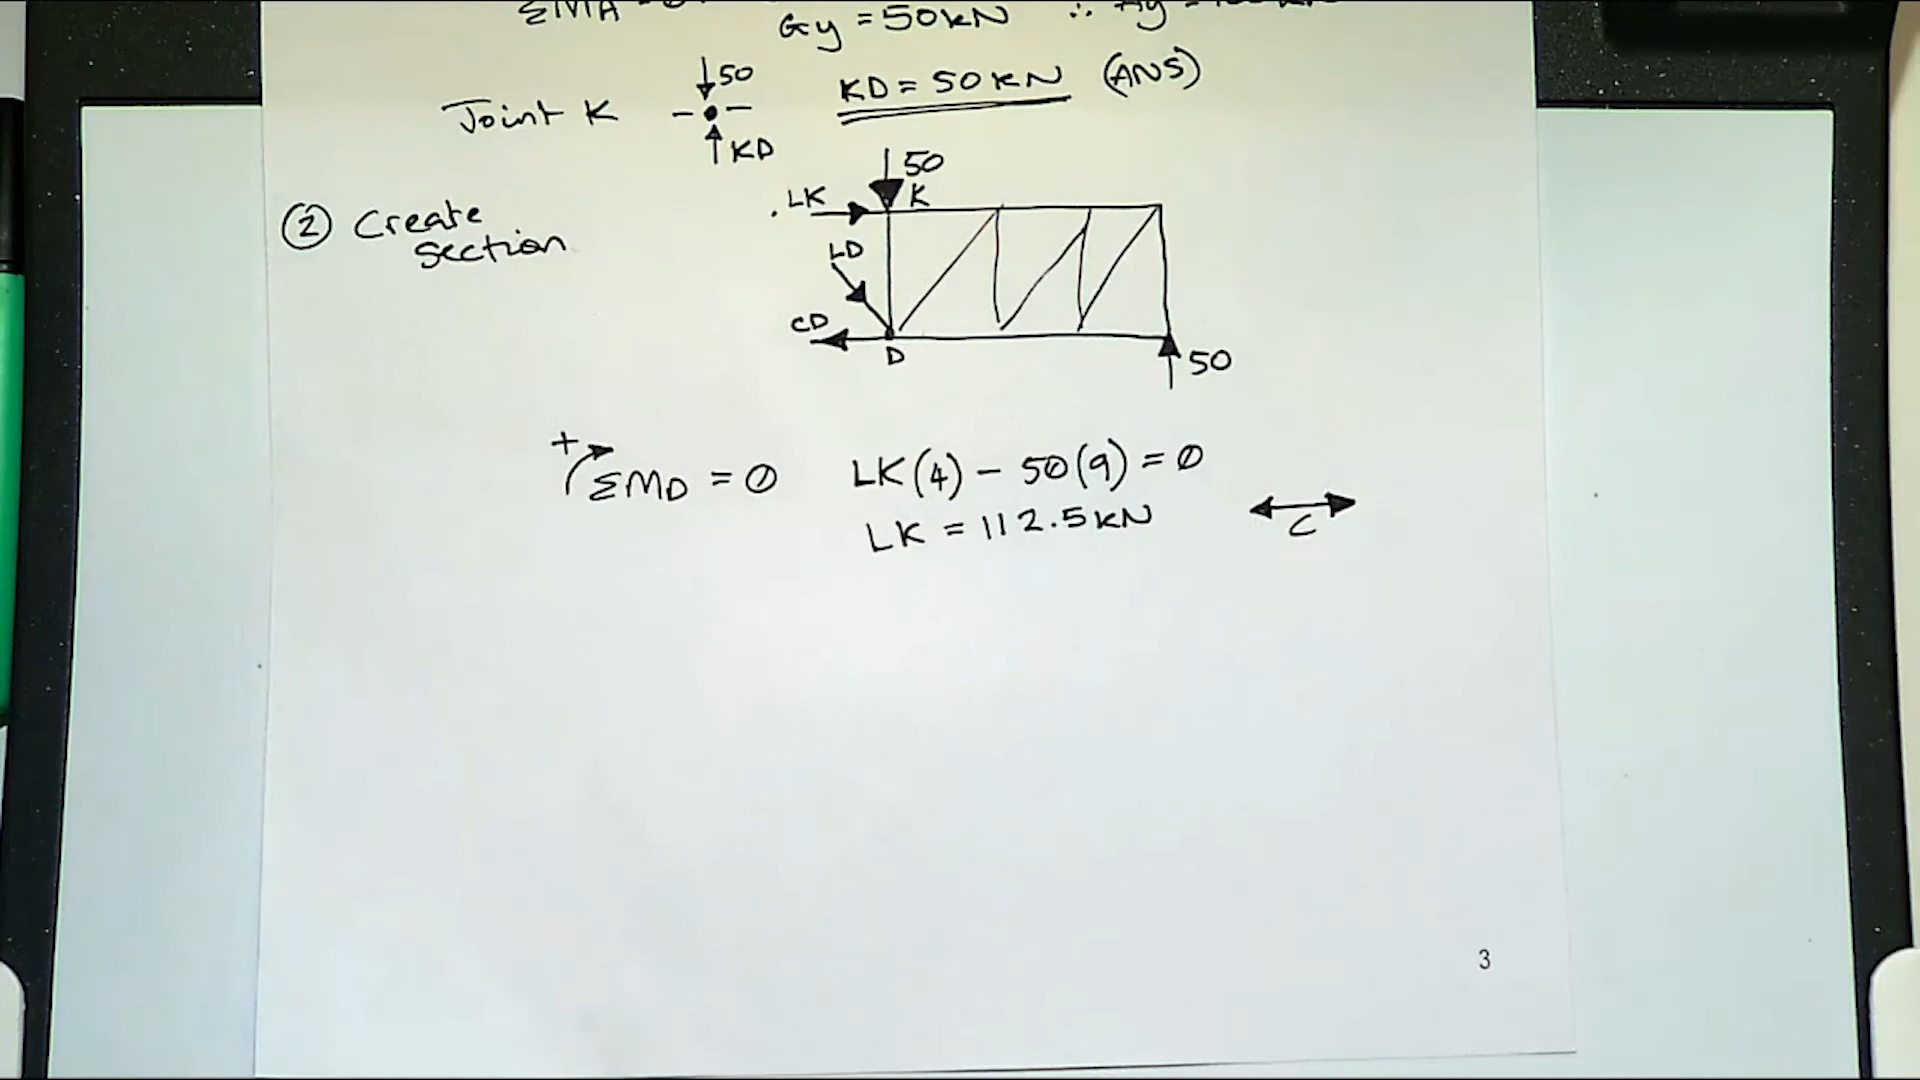 Gy = 50kN ∴
↓50
KD = 50kN (ANS)
Joint K
↑KD
50
LK K
② Create
section
LD
CD
D
50
+
ΣMD = 0 LK(4) - 50(9) = 0
LK = 112.5kN
C
3